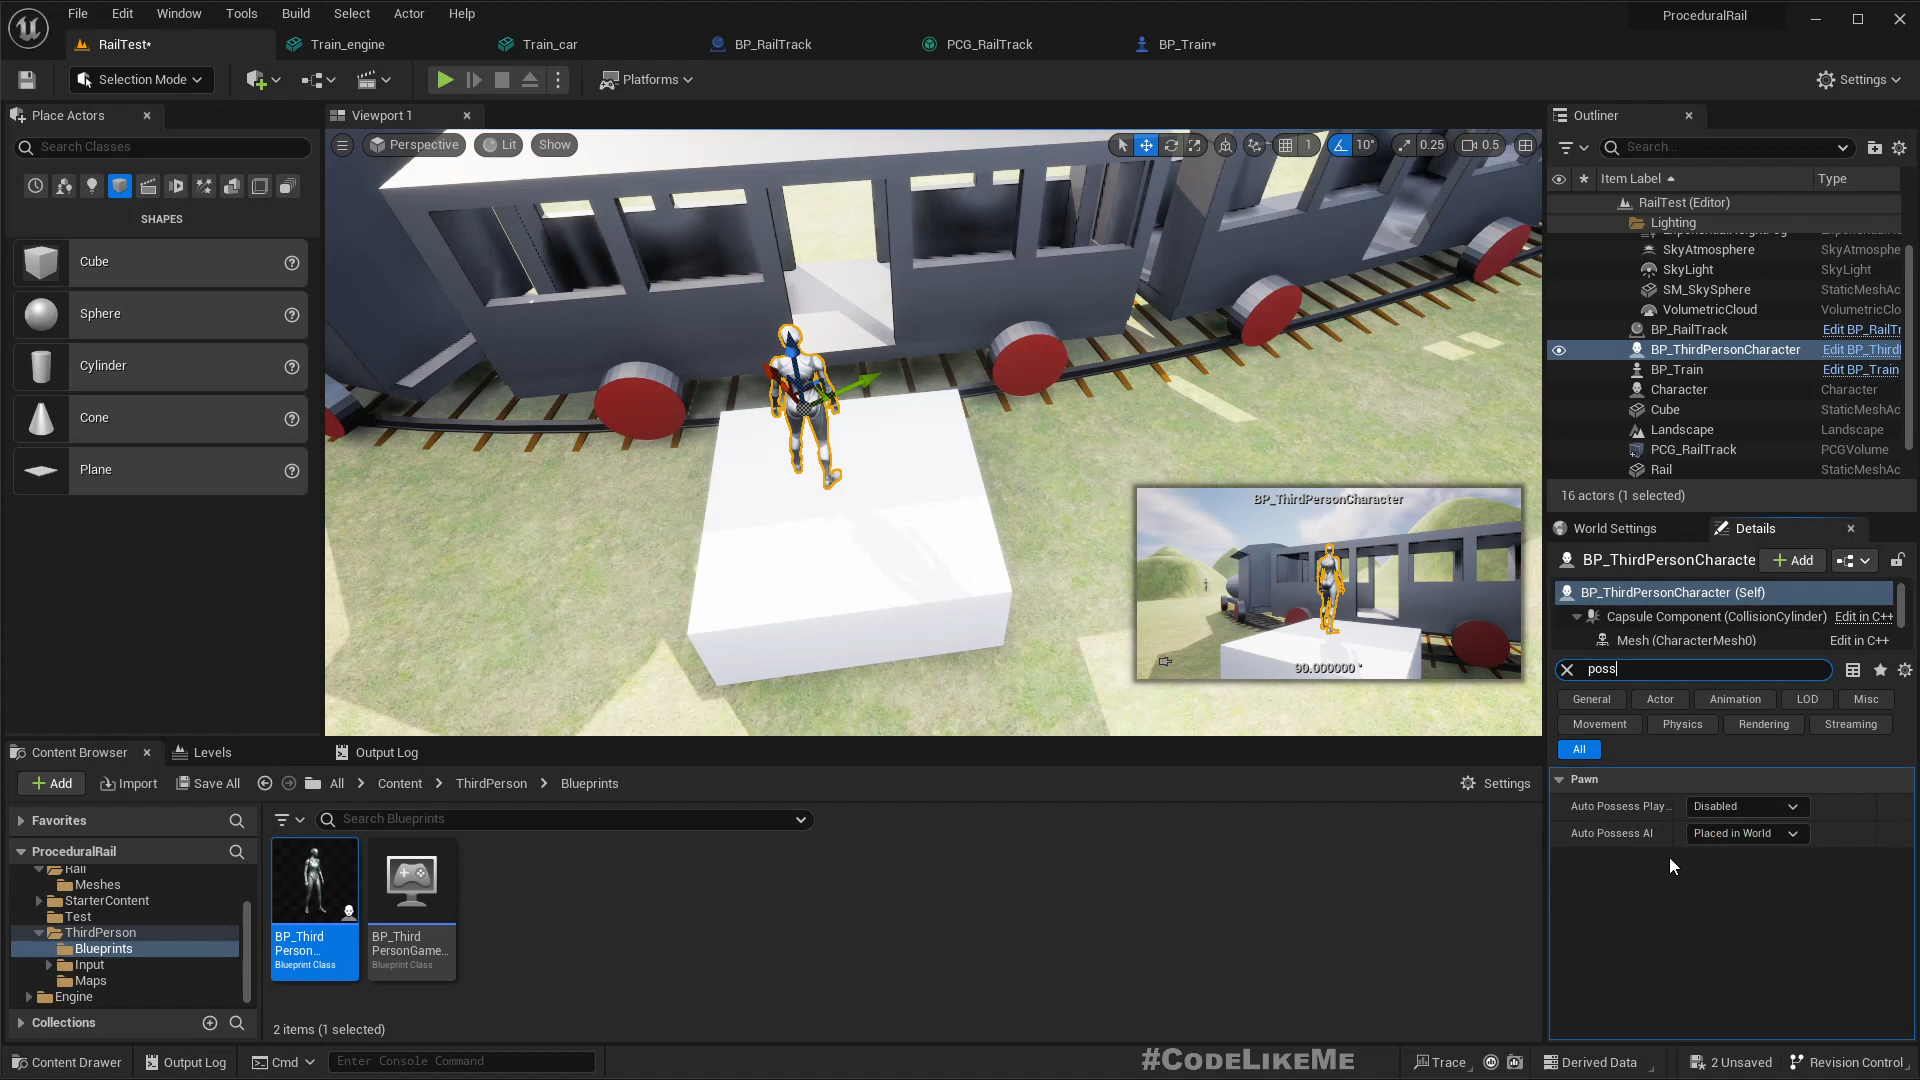 File Edit Window Tools Build Select Actor Help ProceduralRail
RailTest* Train_engine Train_car BP_RailTrack PCG_RailTrack BP_Train*
Selection Mode Platforms Settings
Place Actors
Search Classes
SHAPES
Cube
Sphere
Cylinder
Cone
Plane
Viewport 1
Perspective Lit Show 1 10° 0.25 0.5
BP_ThirdPersonCharacter
90.000000 °
Outliner
Search...
Item Label Type
RailTest (Editor)
Lighting
SkyAtmosphere SkyAtmosphe
SkyLight SkyLight
SM_SkySphere StaticMeshAc
VolumetricCloud VolumetricClo
BP_RailTrack Edit BP_RailTr
BP_ThirdPersonCharacter Edit BP_Third
BP_Train Edit BP_Train
Character Character
Cube StaticMeshAc
Landscape Landscape
PCG_RailTrack PCGVolume
Rail StaticMeshAc
16 actors (1 selected)
World Settings Details
BP_ThirdPersonCharacte Add
BP_ThirdPersonCharacter (Self)
Capsule Component (CollisionCylinder) Edit in C++
Mesh (CharacterMesh0) Edit in C++
poss
General Actor Animation LOD Misc
Movement Physics Rendering Streaming
All
Pawn
Auto Possess Play... Disabled
Auto Possess AI Placed in World
Content Browser Levels Output Log
Add Import Save All All Content ThirdPerson Blueprints Settings
Favorites
ProceduralRail
Rail
Meshes
StarterContent
Test
ThirdPerson
Blueprints
Input
Maps
Engine
Collections
Search Blueprints
BP_Third
Person...
Blueprint Class
BP_Third
PersonGame...
Blueprint Class
2 items (1 selected)
Content Drawer Output Log Cmd Enter Console Command #CODELIKEME Trace Derived Data 2 Unsaved Revision Control